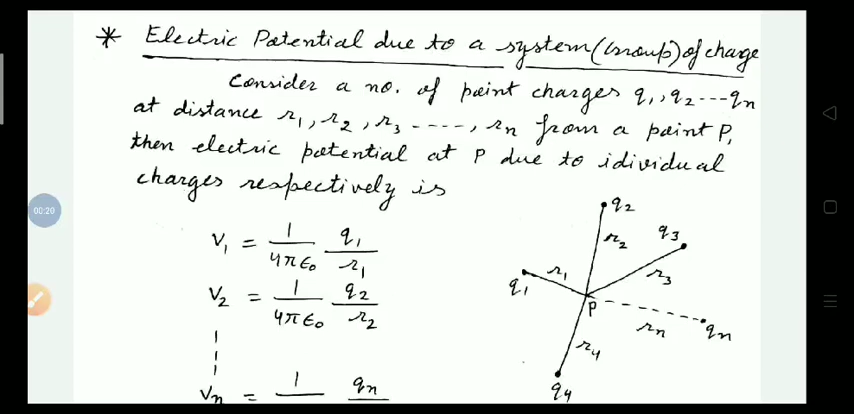 * Electric Potential due to a system (Group) of charge
Consider a no. of point charges q1, q2 --- qn
at distance r1, r2, r3 ----, rn from a point P,
then electric potential at P due to idividual
charges respectively is
V1 = 1/4πε0 q1/r1
V2 = 1/4πε0 q2/r2
Vn = 1 qn
q2
r2
q3
r3
q1
r1
P
rn
qn
r4
q4
00:20